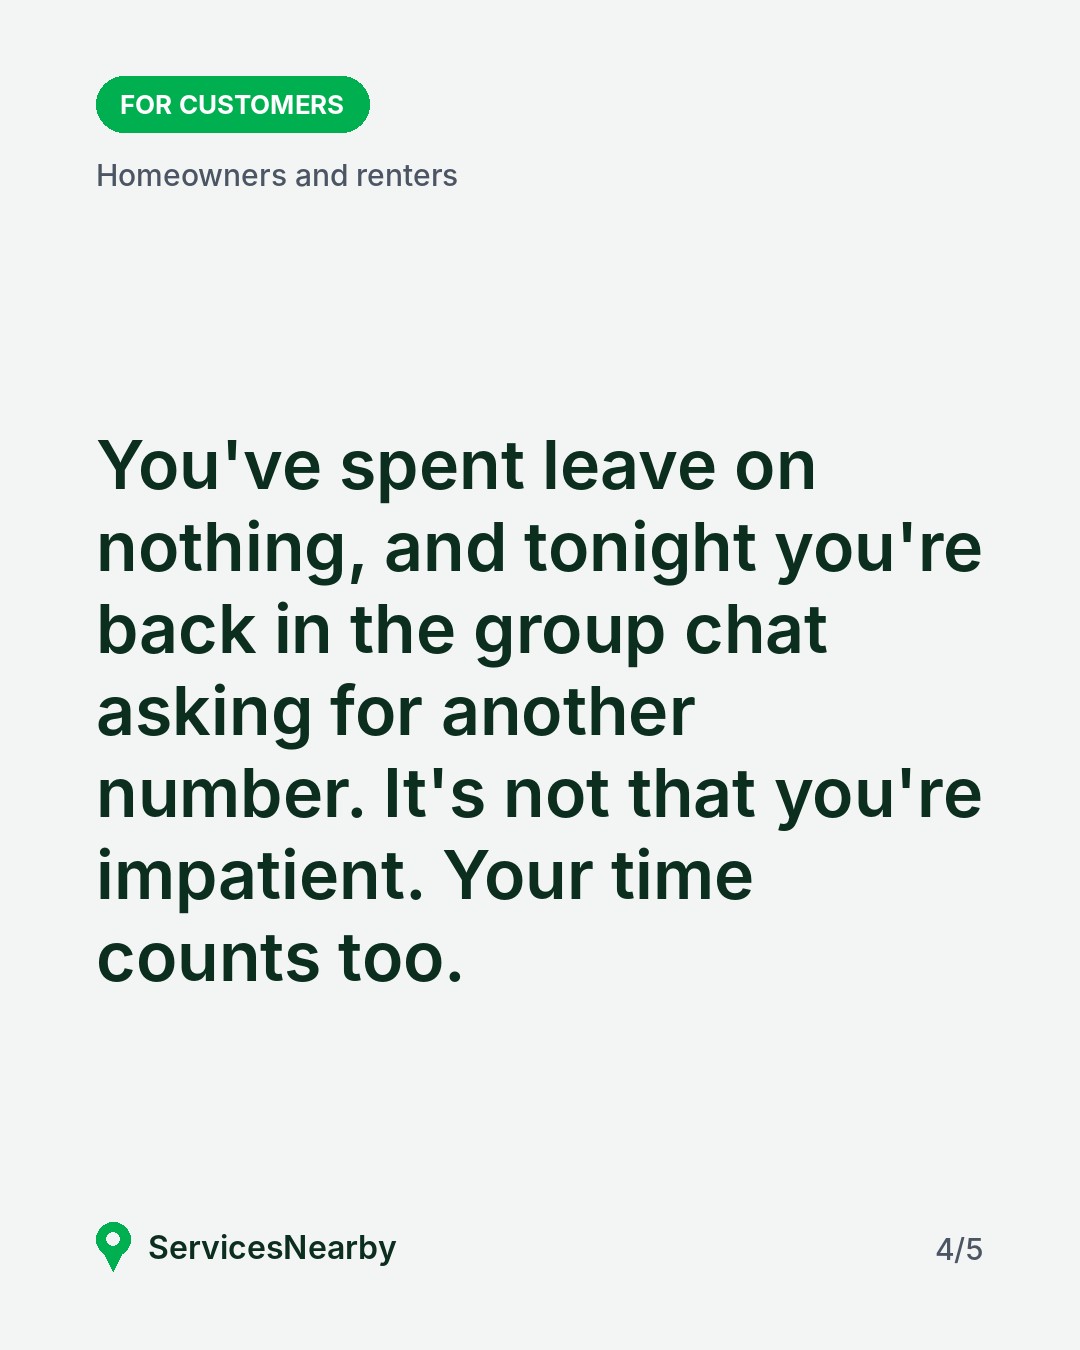 FOR CUSTOMERS
Homeowners and renters
You've spent leave on
nothing, and tonight you're
back in the group chat
asking for another
number. It's not that you're
impatient. Your time
counts too.
ServicesNearby
4/5